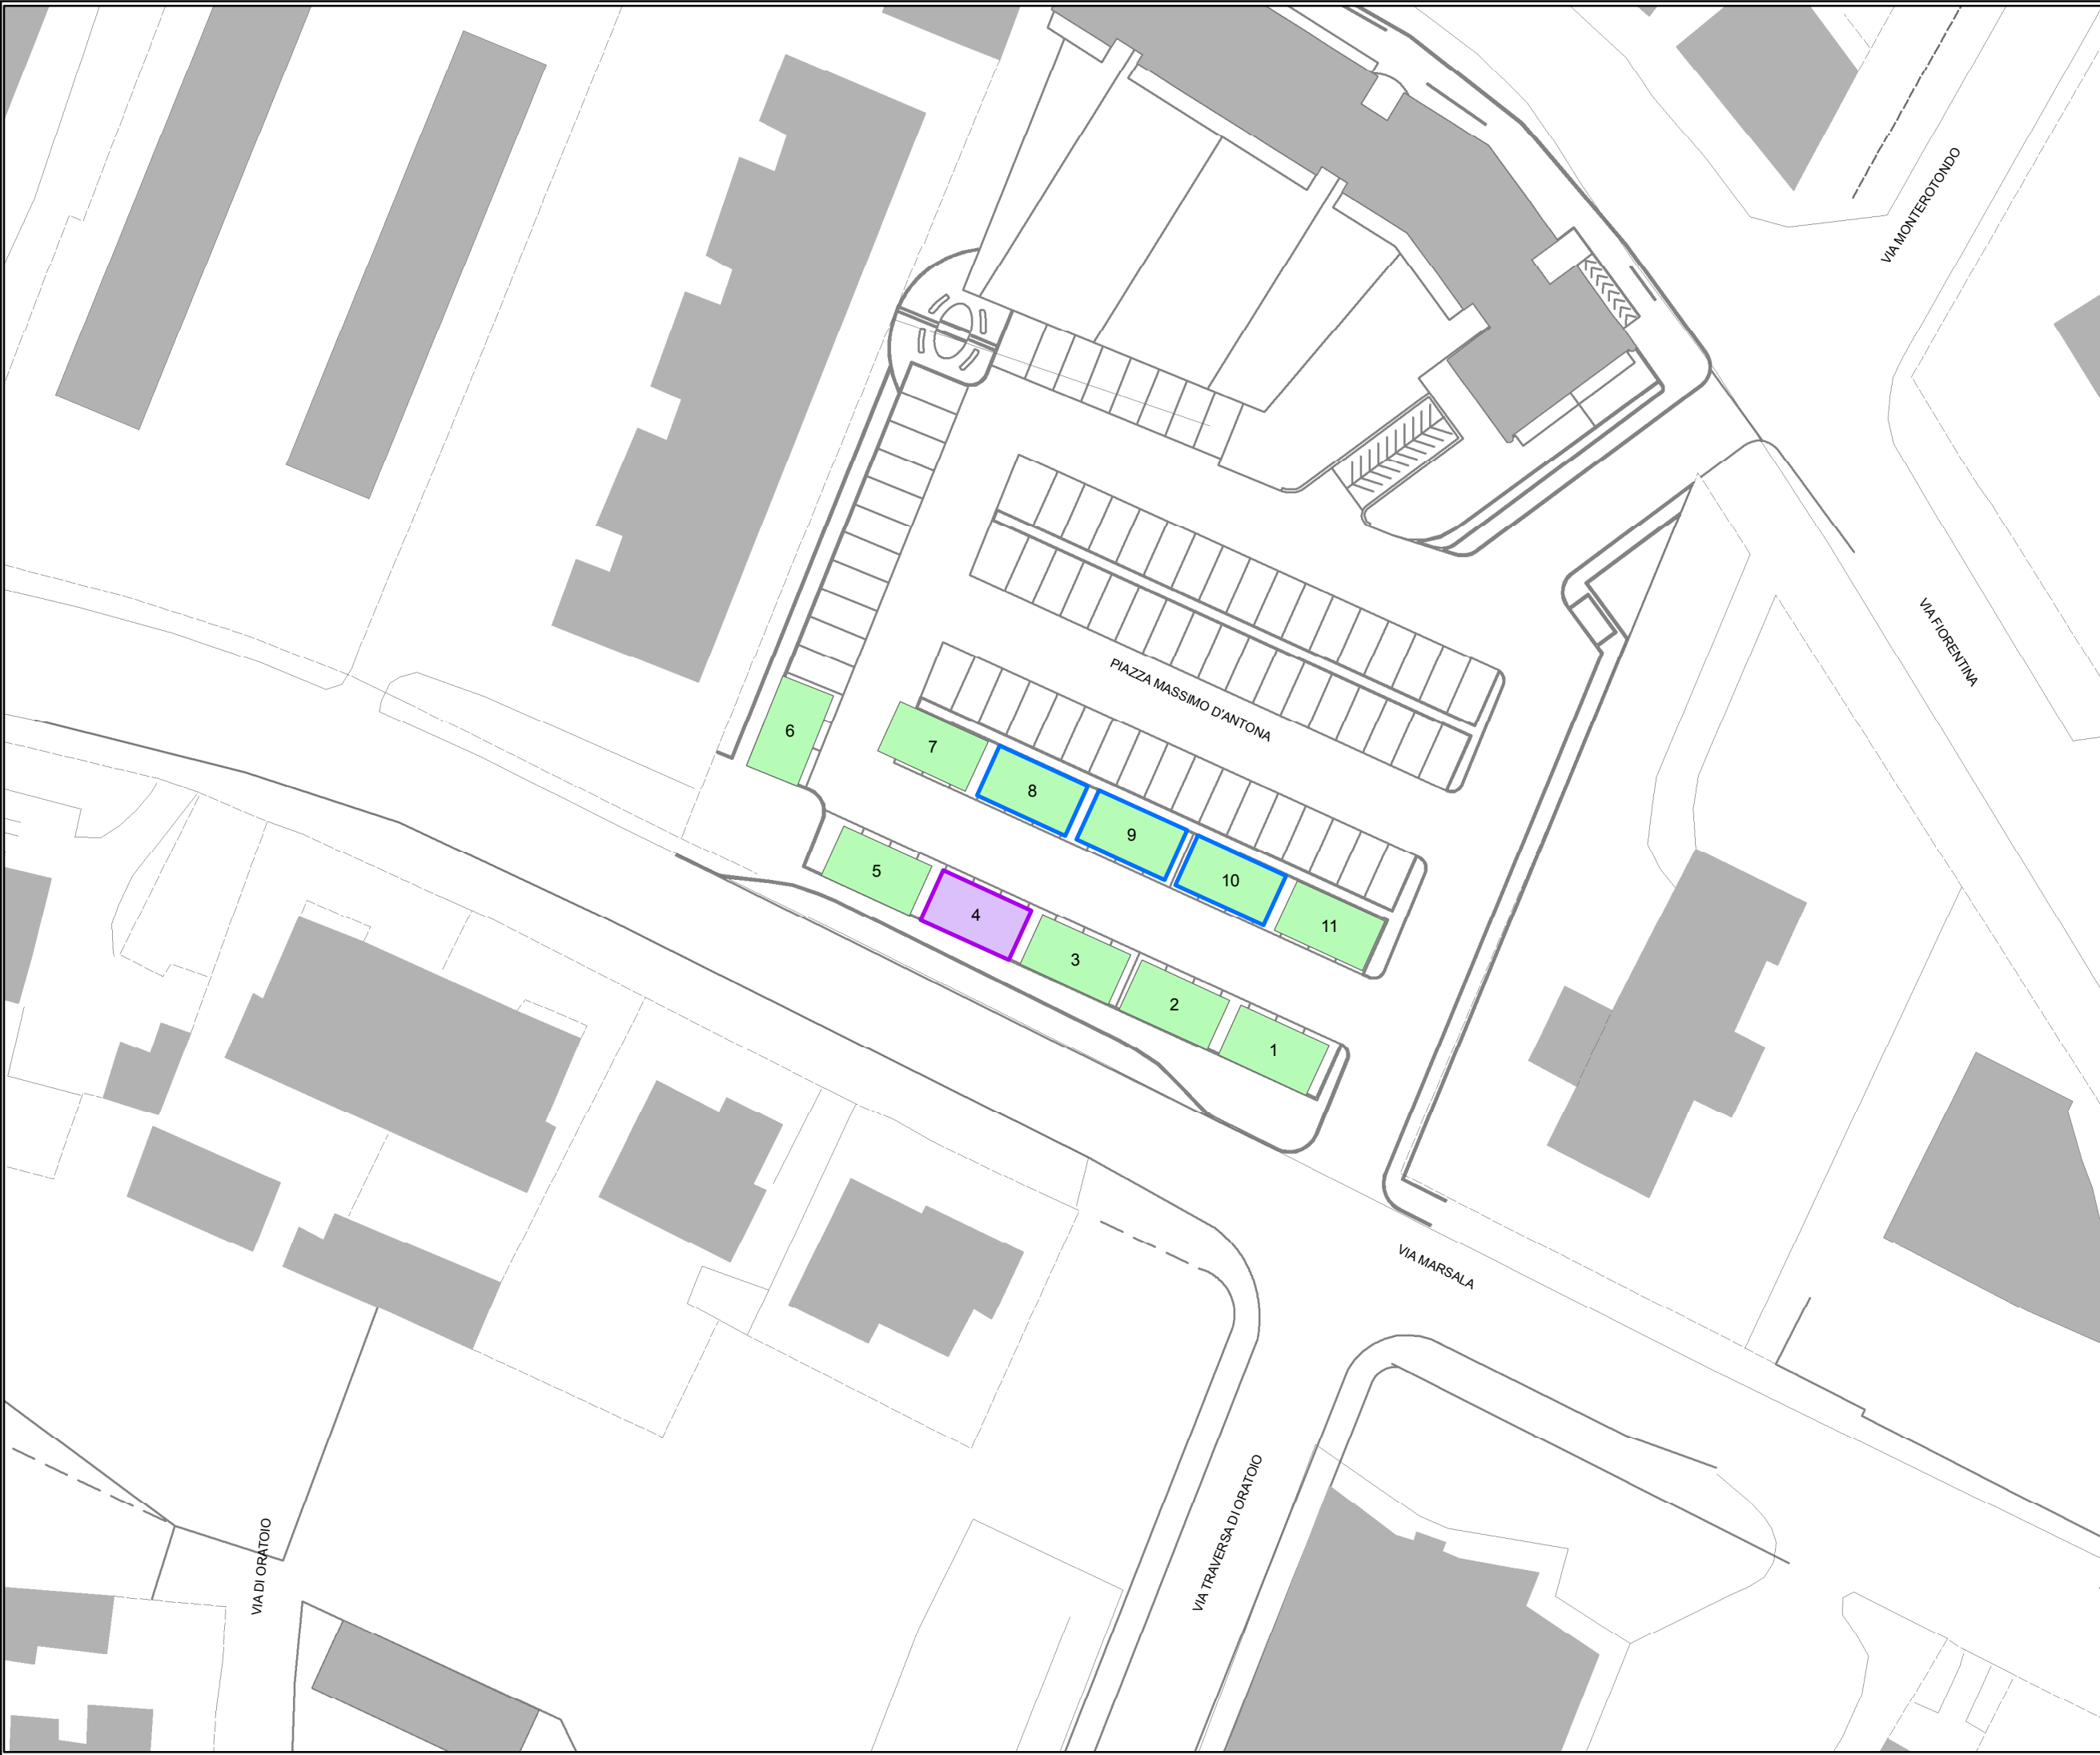 VIA MONTEROTONDO
VIA FIORENTINA
PIAZZA MASSIMO D'ANTONA
6
7
8
9
10
11
5
4
3
2
1
VIA MARSALA
VIA TRAVERSA DI ORATOIO
VIA DI ORATOIO